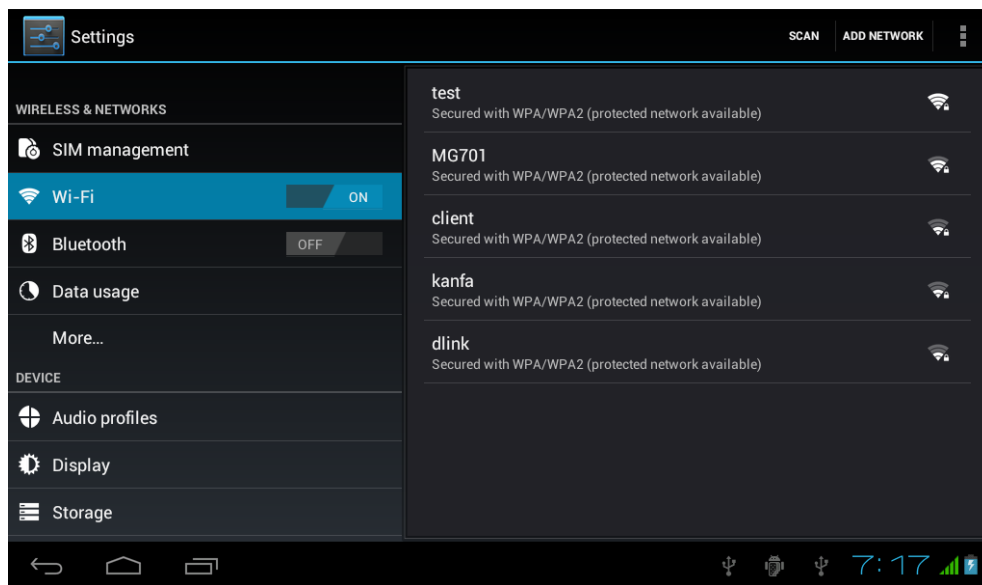 Settings
SCAN
ADD NETWORK
WIRELESS & NETWORKS
SIM management
Wi-Fi
ON
Bluetooth
OFF
Data usage
More...
DEVICE
Audio profiles
Display
Storage
test
Secured with WPA/WPA2 (protected network available)
MG701
Secured with WPA/WPA2 (protected network available)
client
Secured with WPA/WPA2 (protected network available)
kanfa
Secured with WPA/WPA2 (protected network available)
dlink
Secured with WPA/WPA2 (protected network available)
7:17